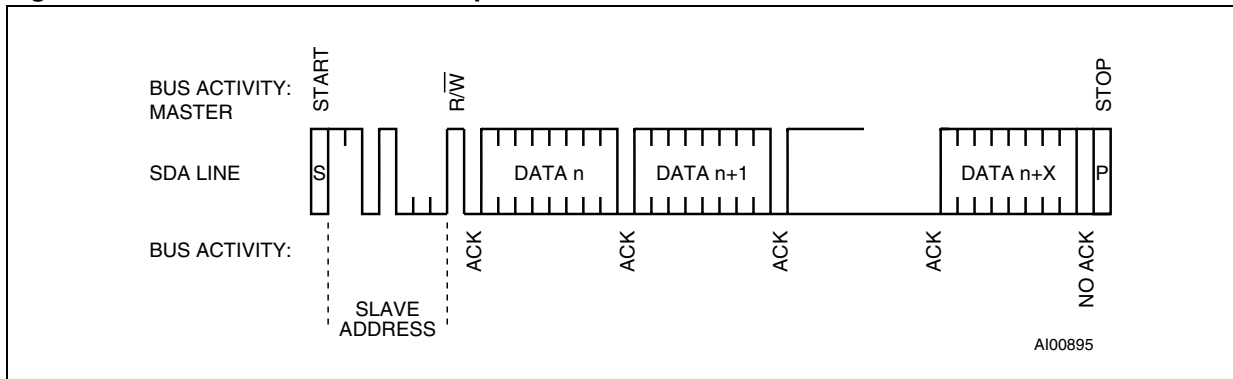 BUS ACTIVITY:
MASTER
START
R/W
STOP
SDA LINE
S
DATA n
DATA n+1
DATA n+X
P
BUS ACTIVITY:
ACK
ACK
ACK
ACK
NO ACK
SLAVE
ADDRESS
AI00895